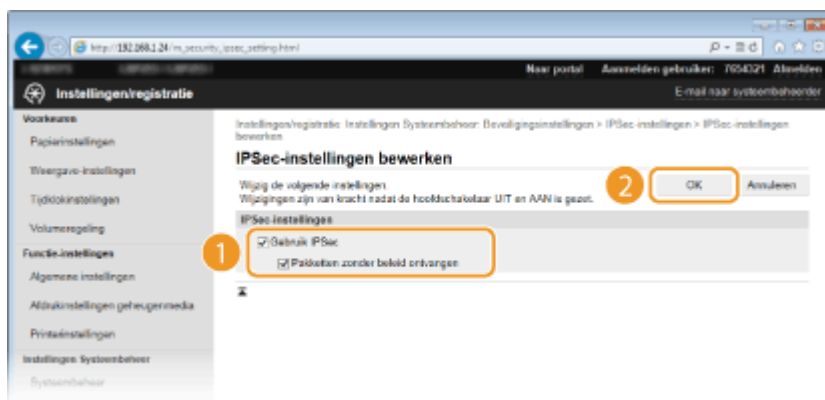 http://192.168.1.24/m_security_ipsec_setting.html
Naar portal Aanmelden gebruiker: 7654321 Afmelden
Instellingen/registratie
E-mail naar systeembeheerder
Voorkeuren
Papierinstellingen
Weergave-instellingen
Tijdklokinstellingen
Volumeregeling
Functie-instellingen
Algemene instellingen
Afdrukinstellingen geheugenmedia
Printerinstellingen
Instellingen Systeembeheer
Systeembeheer
Instellingen/registratie: Instellingen Systeembeheer: Beveiligingsinstellingen > IPSec-instellingen > IPSec-instellingen
bewerken
IPSec-instellingen bewerken
Wijzig de volgende instellingen.
Wijzigingen zijn van kracht nadat de hoofdschakelaar UIT en AAN is gezet.
2
OK
Annuleren
IPSec-instellingen
1
Gebruik IPSec
Pakketten zonder beleid ontvangen